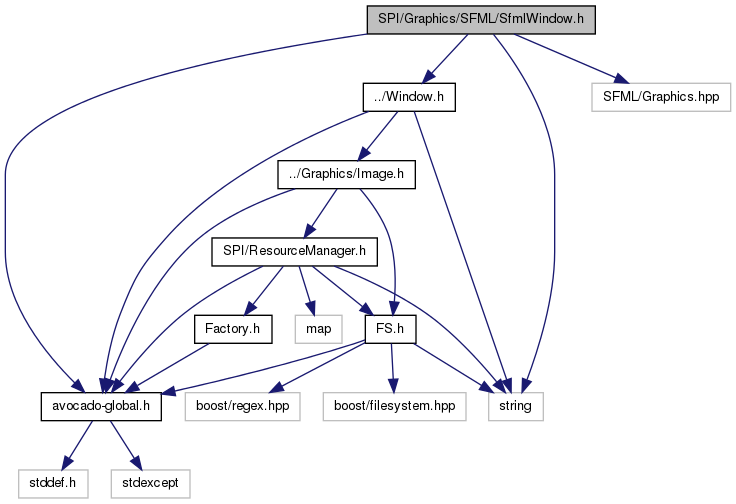 SPI/Graphics/SFML/SfmlWindow.h
../Window.h
SFML/Graphics.hpp
../Graphics/Image.h
SPI/ResourceManager.h
Factory.h
map
FS.h
avocado-global.h
boost/regex.hpp
boost/filesystem.hpp
string
stddef.h
stdexcept